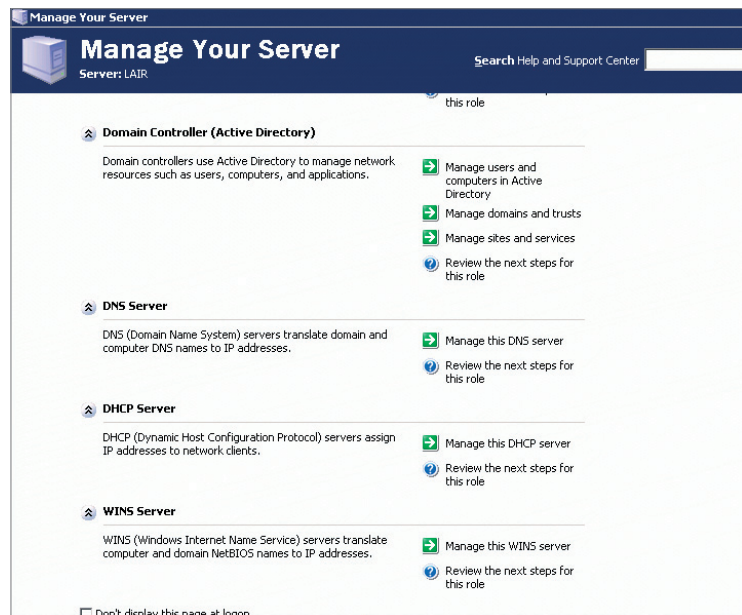 Manage Your Server
Manage Your Server
Server: LAIR
Search Help and Support Center
this role
Domain Controller (Active Directory)
Domain controllers use Active Directory to manage network
resources such as users, computers, and applications.
Manage users and
computers in Active
Directory
Manage domains and trusts
Manage sites and services
Review the next steps for
this role
DNS Server
DNS (Domain Name System) servers translate domain and
computer DNS names to IP addresses.
Manage this DNS server
Review the next steps for
this role
DHCP Server
DHCP (Dynamic Host Configuration Protocol) servers assign
IP addresses to network clients.
Manage this DHCP server
Review the next steps for
this role
WINS Server
WINS (Windows Internet Name Service) servers translate
computer and domain NetBIOS names to IP addresses.
Manage this WINS server
Review the next steps for
this role
Don't display this page at logon